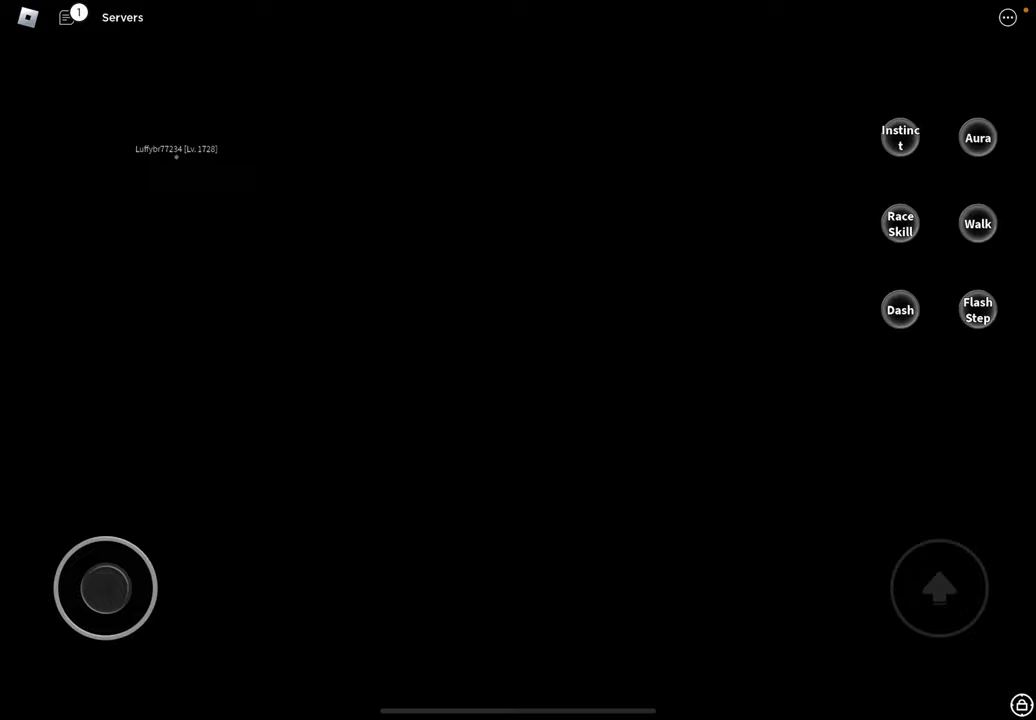 1
Servers
Luffybr77234 [Lv. 1728]
Instinc
t
Aura
Race
Skill
Walk
Dash
Flash
Step